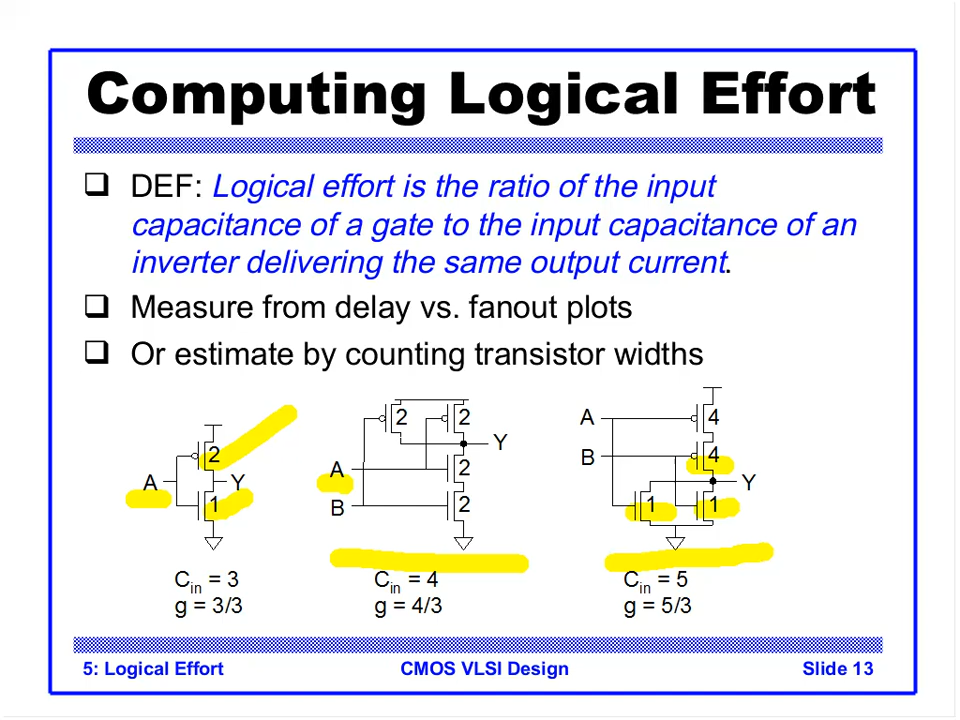 Computing Logical Effort
❑ DEF: Logical effort is the ratio of the input
capacitance of a gate to the input capacitance of an
inverter delivering the same output current.
❑ Measure from delay vs. fanout plots
❑ Or estimate by counting transistor widths
2
A
Y
1
Cin = 3
g = 3/3
2 2
Y
A
2
B
2
Cin = 4
g = 4/3
A
4
B
4
Y
1 1
Cin = 5
g = 5/3
5: Logical Effort
CMOS VLSI Design
Slide 13